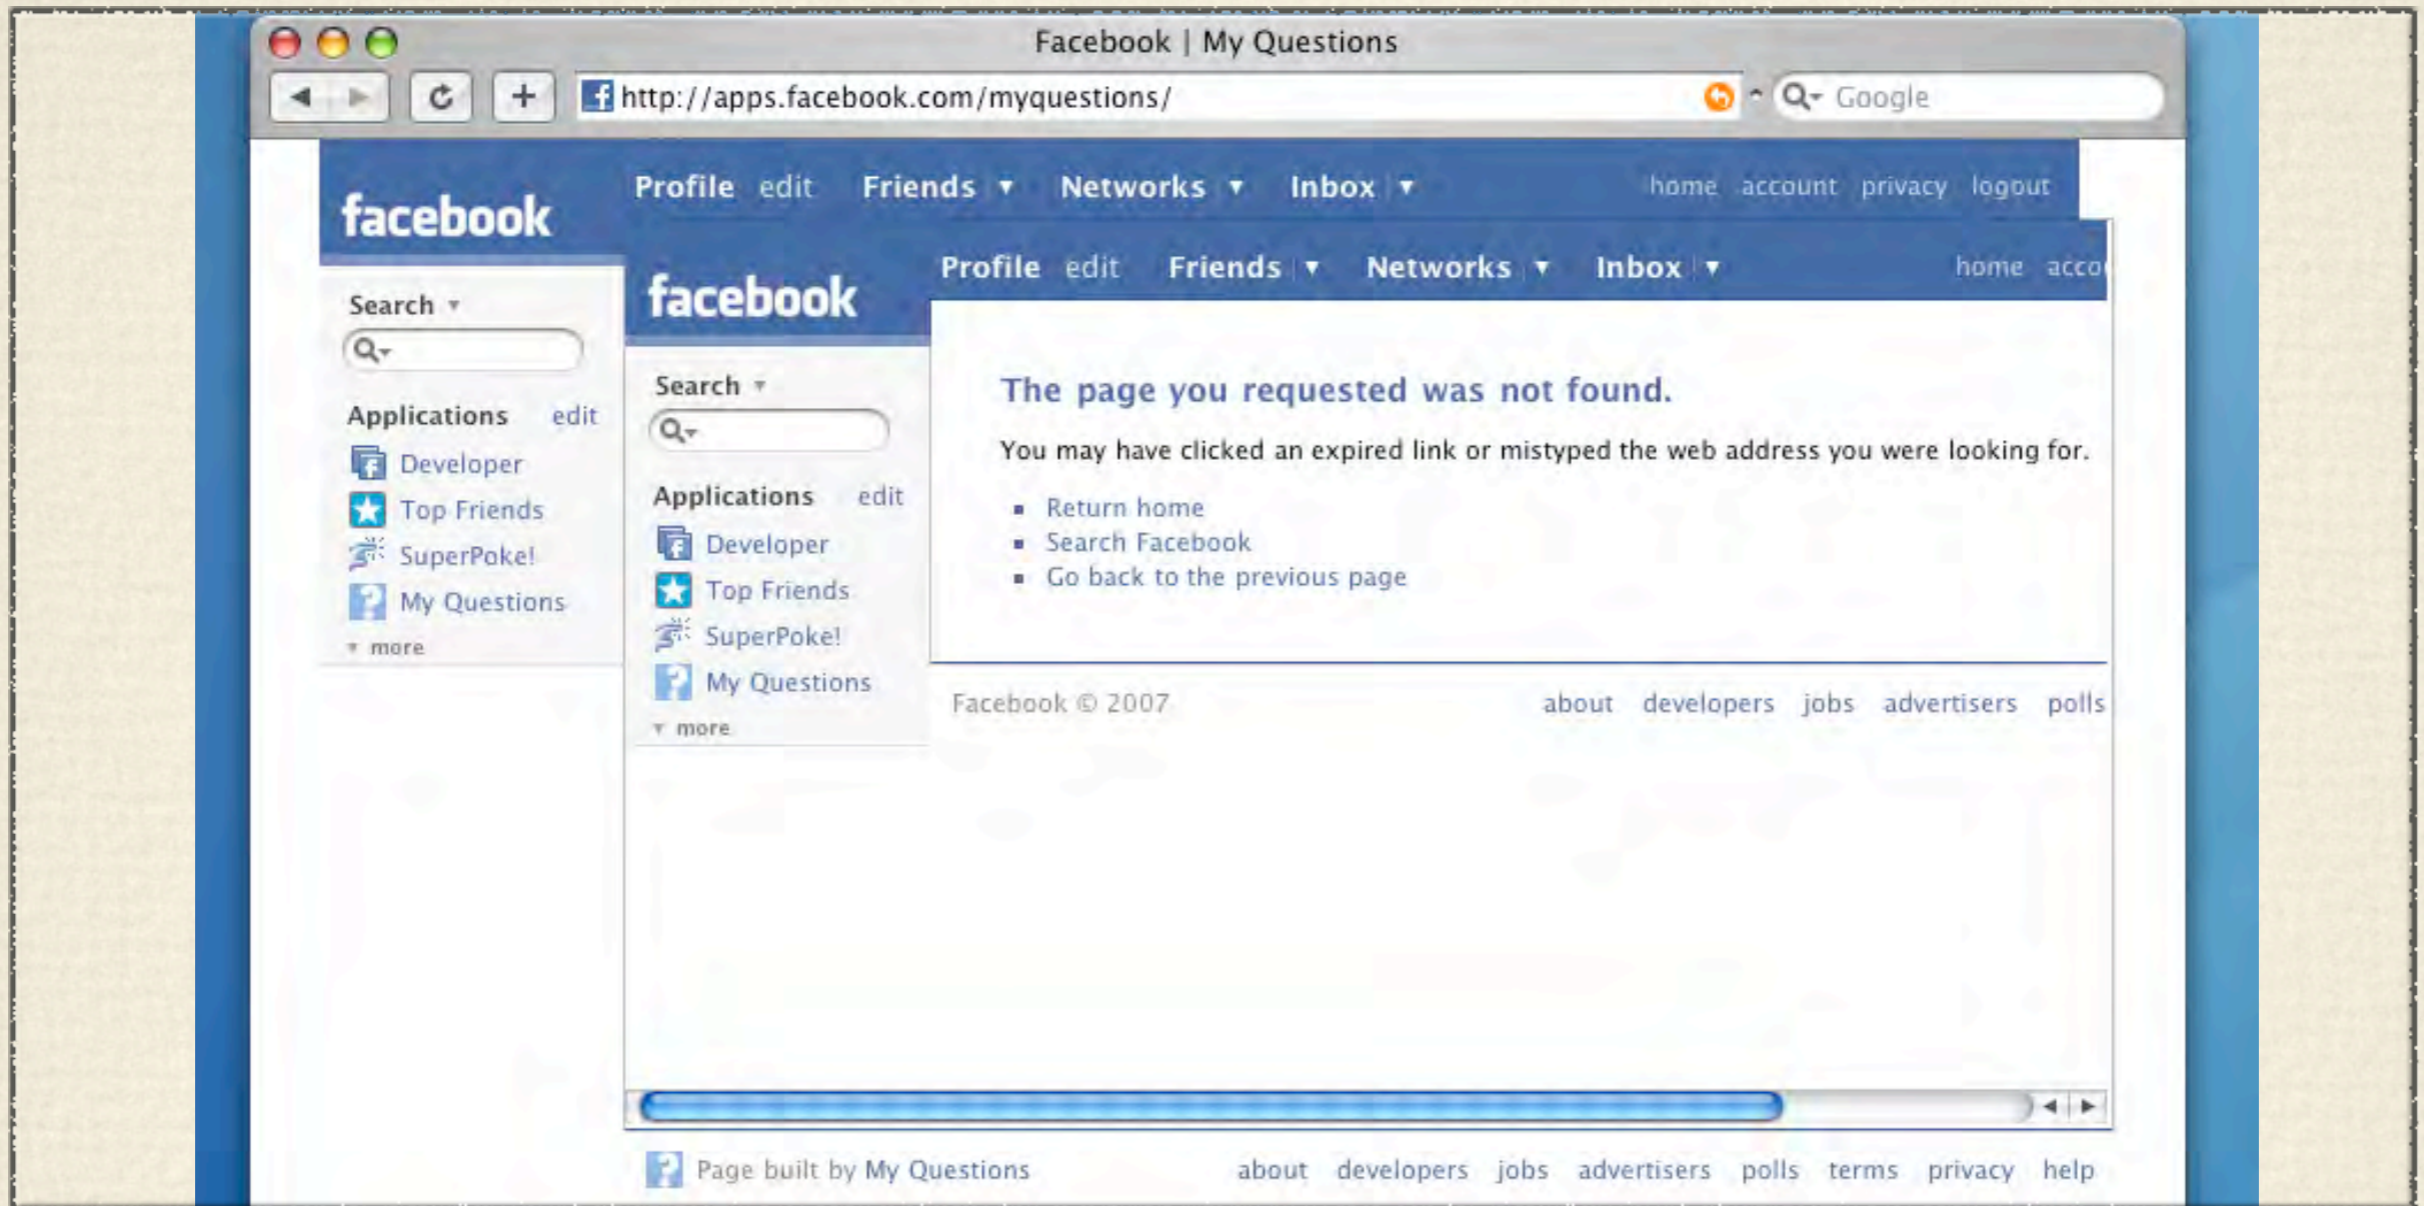 Facebook | My Questions
http://apps.facebook.com/myquestions/
Google
facebook
Profile edit Friends Networks Inbox home account privacy logout
Search
Applications edit
Developer
Top Friends
SuperPoke!
My Questions
more
facebook
Profile edit Friends Networks Inbox home acco
Search
Applications edit
Developer
Top Friends
SuperPoke!
My Questions
more
The page you requested was not found.
You may have clicked an expired link or mistyped the web address you were looking for.
Return home
Search Facebook
Go back to the previous page
Facebook © 2007 about developers jobs advertisers polls
Page built by My Questions about developers jobs advertisers polls terms privacy help